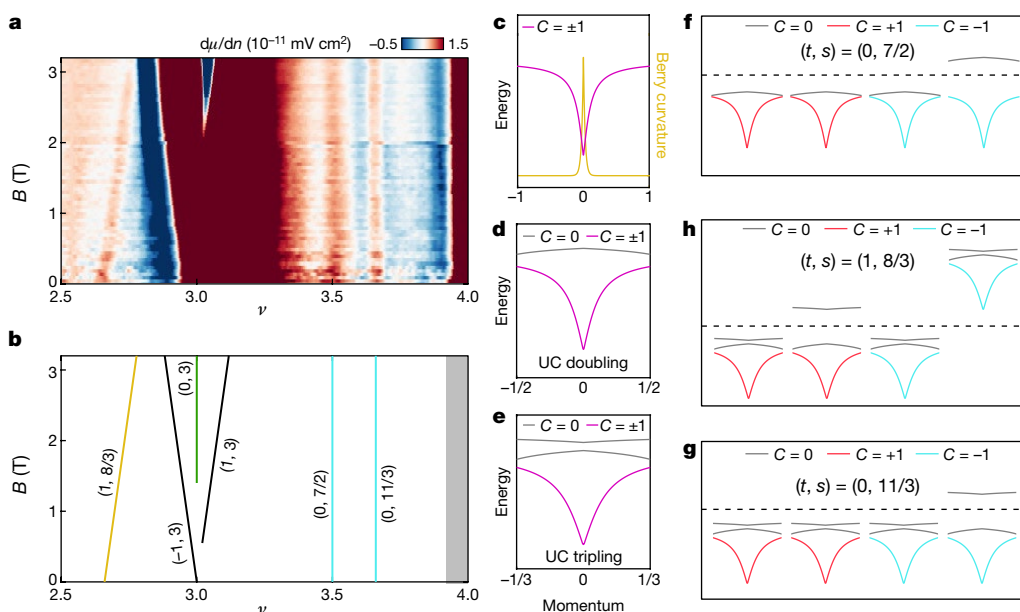 a
dμ/dn (10⁻¹¹ mV cm²)
−0.5
1.5
B (T)
3
2
1
0
2.5
3.0
3.5
4.0
ν
b
B (T)
3
2
1
0
(1, 8/3)
(−1, 3)
(0, 3)
(1, 3)
(0, 7/2)
(0, 11/3)
2.5
3.0
3.5
4.0
ν
c
C = ±1
Energy
Berry curvature
−1
0
1
d
C = 0
C = ±1
Energy
UC doubling
−1/2
0
1/2
e
C = 0
C = ±1
Energy
UC tripling
−1/3
0
1/3
Momentum
f
C = 0
C = +1
C = −1
(t, s) = (0, 7/2)
h
C = 0
C = +1
C = −1
(t, s) = (1, 8/3)
g
C = 0
C = +1
C = −1
(t, s) = (0, 11/3)